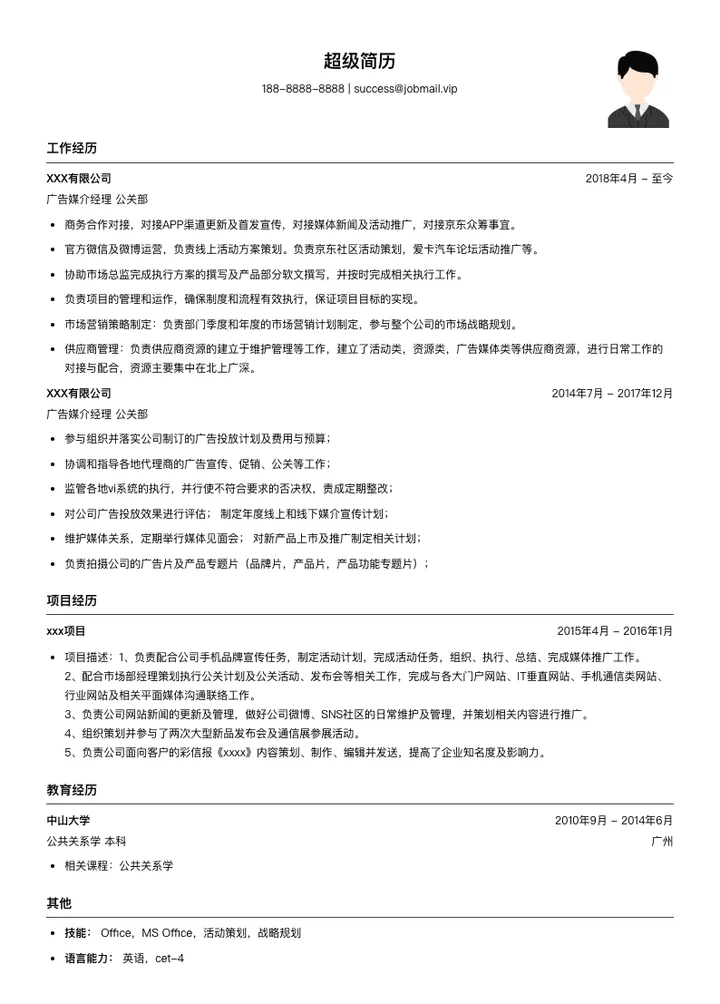 超级简历
188-8888-8888 | success@jobmail.vip
工作经历
XXX有限公司 2018年4月 - 至今
广告媒介经理 公关部
• 商务合作对接，对接APP渠道更新及首发宣传，对接媒体新闻及活动推广，对接京东众筹事宜。
• 官方微信及微博运营，负责线上活动方案策划。负责京东社区活动策划，爱卡汽车论坛活动推广等。
• 协助市场总监完成执行方案的撰写及产品部分软文撰写，并按时完成相关执行工作。
• 负责项目的管理和运作，确保制度和流程有效执行，保证项目目标的实现。
• 市场营销策略制定：负责部门季度和年度的市场营销计划制定，参与整个公司的市场战略规划。
• 供应商管理：负责供应商资源的建立于维护管理等工作，建立了活动类，资源类，广告媒体类等供应商资源，进行日常工作的
对接与配合，资源主要集中在北上广深。
XXX有限公司 2014年7月 - 2017年12月
广告媒介经理 公关部
• 参与组织并落实公司制订的广告投放计划及费用与预算；
• 协调和指导各地代理商的广告宣传、促销、公关等工作；
• 监管各地vi系统的执行，并行使不符合要求的否决权，责成定期整改；
• 对公司广告投放效果进行评估； 制定年度线上和线下媒介宣传计划；
• 维护媒体关系，定期举行媒体见面会； 对新产品上市及推广制定相关计划；
• 负责拍摄公司的广告片及产品专题片（品牌片，产品片，产品功能专题片）；
项目经历
xxx项目 2015年4月 - 2016年1月
• 项目描述：1、负责配合公司手机品牌宣传任务，制定活动计划，完成活动任务，组织、执行、总结、完成媒体推广工作。
2、配合市场部经理策划执行公关计划及公关活动、发布会等相关工作，完成与各大门户网站、IT垂直网站、手机通信类网站、
行业网站及相关平面媒体沟通联络工作。
3、负责公司网站新闻的更新及管理，做好公司微博、SNS社区的日常维护及管理，并策划相关内容进行推广。
4、组织策划并参与了两次大型新品发布会及通信展参展活动。
5、负责公司面向客户的彩信报《xxxx》内容策划、制作、编辑并发送，提高了企业知名度及影响力。
教育经历
中山大学 2010年9月 - 2014年6月
公共关系学 本科 广州
• 相关课程：公共关系学
其他
• 技能： Office，MS Office，活动策划，战略规划
• 语言能力： 英语，cet-4